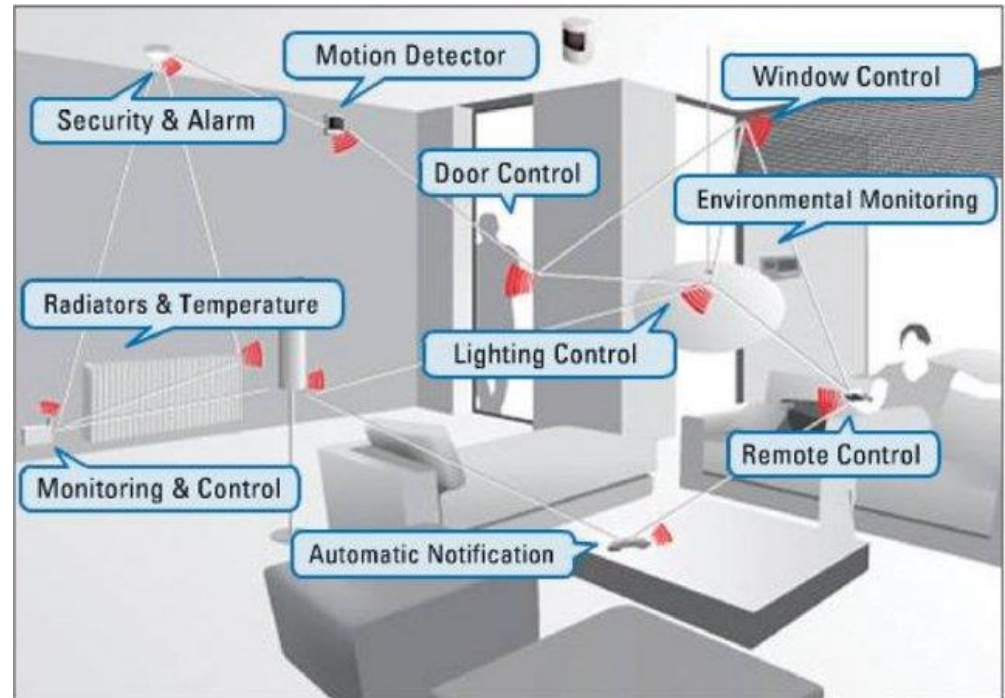 Motion Detector
Window Control
Security & Alarm
Door Control
Environmental Monitoring
Radiators & Temperature
Lighting Control
Remote Control
Monitoring & Control
Automatic Notification